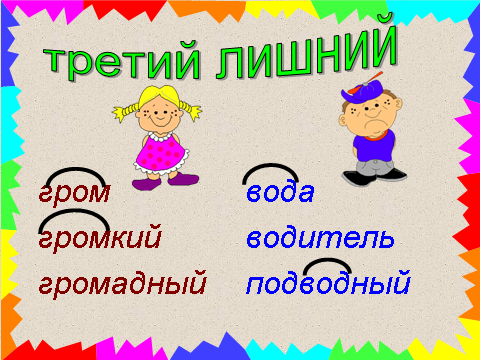 третий ЛИШНИЙ
гром
громкий
громадный
вода
водитель
подводный